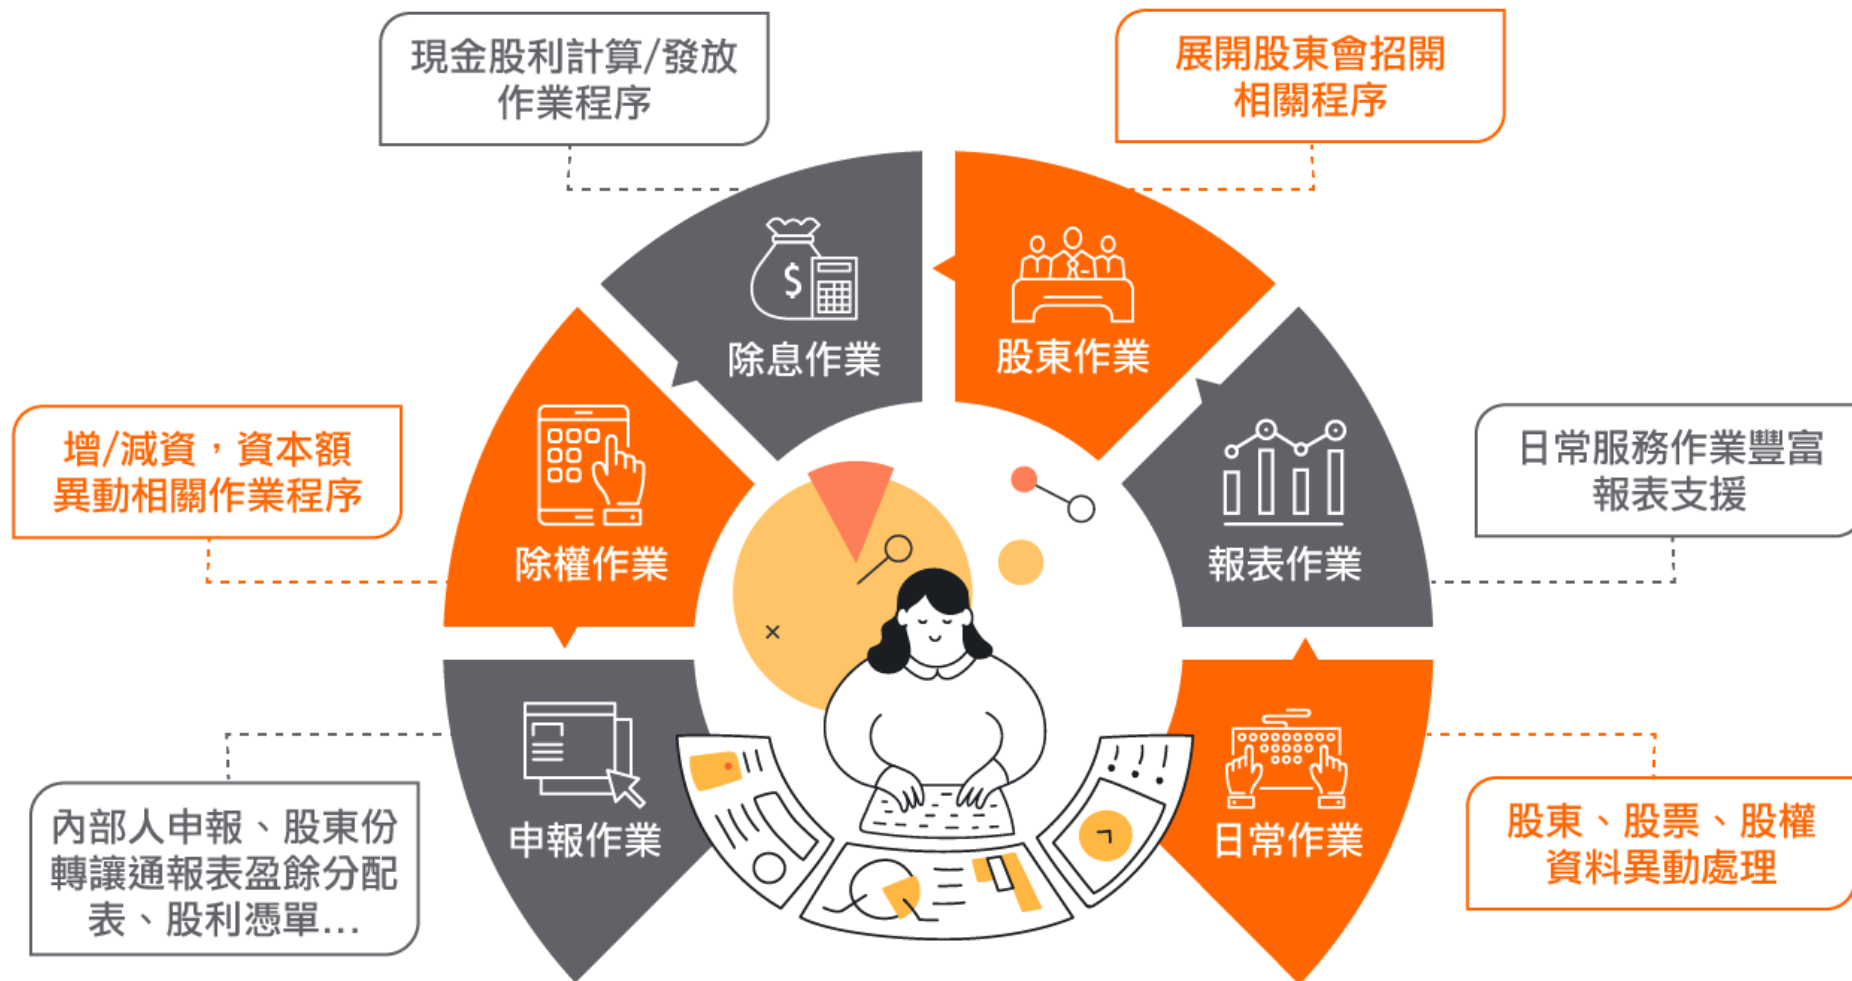 現金股利計算/發放
作業程序
展開股東會招開
相關程序
除息作業
股東作業
增/減資，資本額
異動相關作業程序
日常服務作業豐富
報表支援
除權作業
報表作業
申報作業
日常作業
內部人申報、股東份
轉讓通報表盈餘分配
表、股利憑單...
股東、股票、股權
資料異動處理